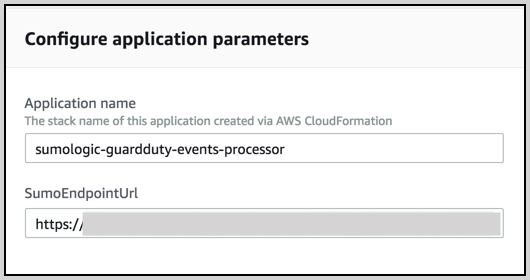 Configure application parameters
Application name
The stack name of this application created via AWS CloudFormation
sumologic-guardduty-events-processor
SumoEndpointUrl
https://